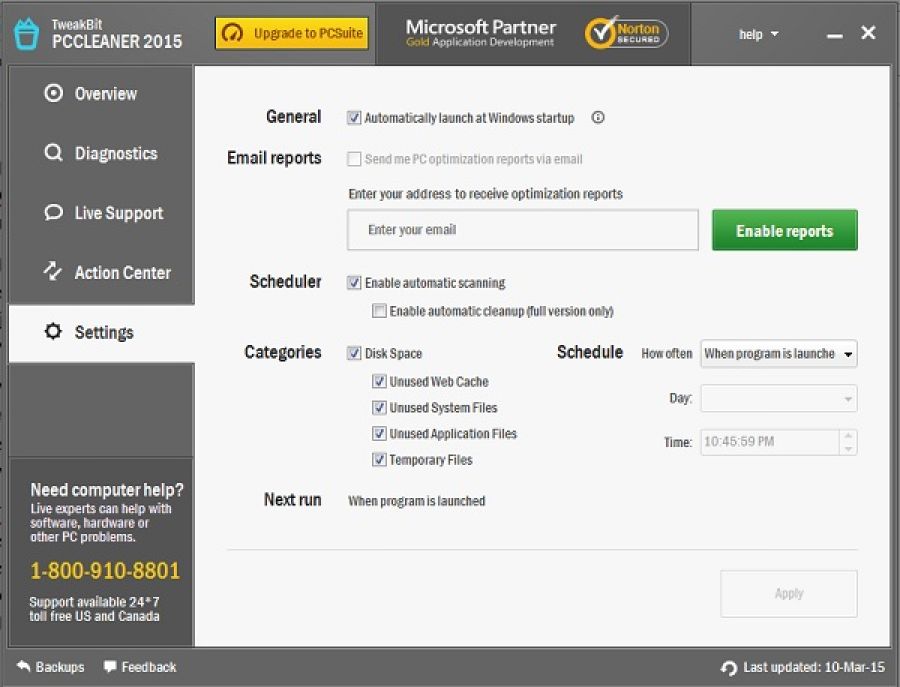 TweakBit
PCCLEANER 2015
Upgrade to PCSuite
Microsoft Partner
Gold Application Development
Norton
SECURED
help
Overview
Diagnostics
Live Support
Action Center
Settings
Need computer help?
Live experts can help with
software, hardware or
other PC problems.
1-800-910-8801
Support available 24*7
toll free US and Canada
General
Automatically launch at Windows startup
Email reports
Send me PC optimization reports via email
Enter your address to receive optimization reports
Enter your email
Enable reports
Scheduler
Enable automatic scanning
Enable automatic cleanup (full version only)
Categories
Disk Space
Unused Web Cache
Unused System Files
Unused Application Files
Temporary Files
Schedule
How often
When program is launche
Day:
Time:
10:45:59 PM
Next run
When program is launched
Apply
Backups
Feedback
Last updated: 10-Mar-15